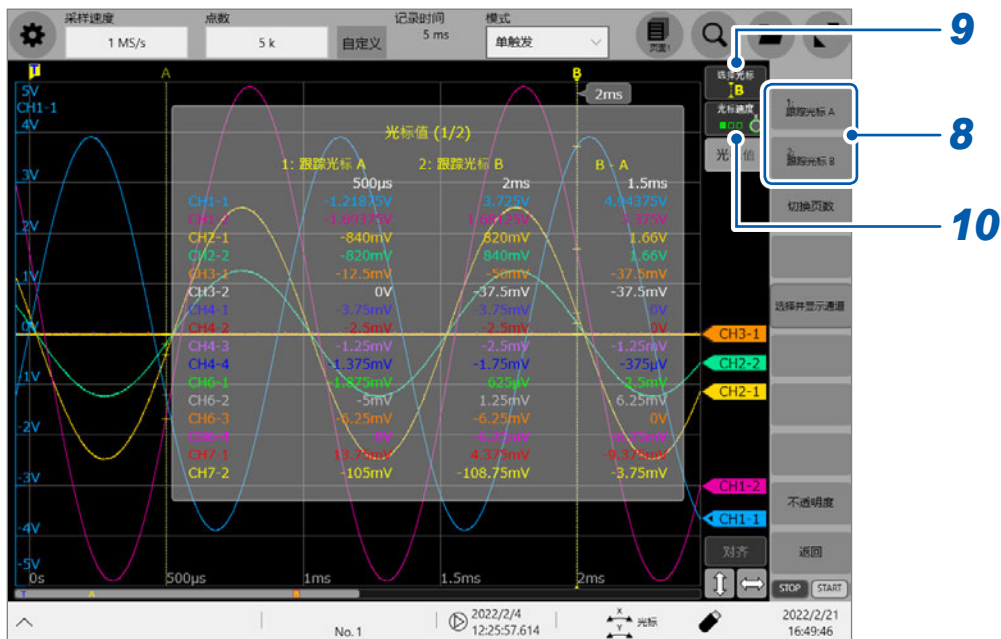 采样速度 点数 记录时间 模式
1 MS/s 5 k 自定义 5 ms 单触发
页面1
9
选择光标
B
光标速度
8
1:
跟踪光标 A
2:
跟踪光标 B
10
切换页数
选择并显示通道
不透明度
返回
STOP START
T A B
2ms
5V
CH1-1
4V
3V
2V
1V
0V
-1V
-2V
-3V
-4V
-5V
光标值 (1/2)
1: 跟踪光标 A 2: 跟踪光标 B B - A
500µs 2ms 1.5ms
CH1-1 -1.21875V 3.725V 4.94375V
CH2-1 -840mV 820mV 1.66V
CH2-2 -820mV 840mV 1.66V
CH3-1 -12.5mV -50mV -37.5mV
CH3-2 0V -37.5mV -37.5mV
CH4-1 -3.75mV -3.75mV 0V
CH4-2 -2.5mV -2.5mV 0V
CH4-3 -1.25mV -2.5mV -1.25mV
CH4-4 -1.375mV -1.75mV -375µV
CH6-1 -1.875mV 625µV 2.5mV
CH6-2 -5mV 1.25mV 6.25mV
CH6-3 -6.25mV -6.25mV 0V
CH6-4 0V
CH7-1 13.75mV 4.375mV -9.375mV
CH7-2 -105mV -108.75mV -3.75mV
CH3-1
CH2-2
CH2-1
CH1-2
CH1-1
对齐
0s 500µs 1ms 1.5ms 2ms
T A B
No. 1
2022/2/4
12:25:57.614
X
Y
光标
2022/2/21
16:49:46